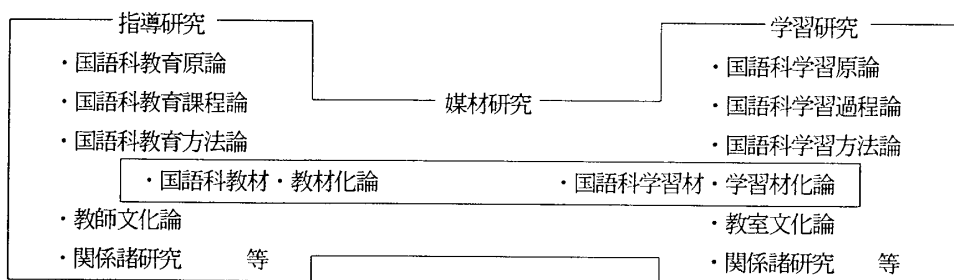 指導研究
・国語科教育原論
・国語科教育課程論
・国語科教育方法論
媒材研究
学習研究
・国語科学習原論
・国語科学習過程論
・国語科学習方法論
・国語科教材・教材化論
・国語科学習材・学習材化論
・教師文化論
・関係諸研究 等
・教室文化論
・関係諸研究 等